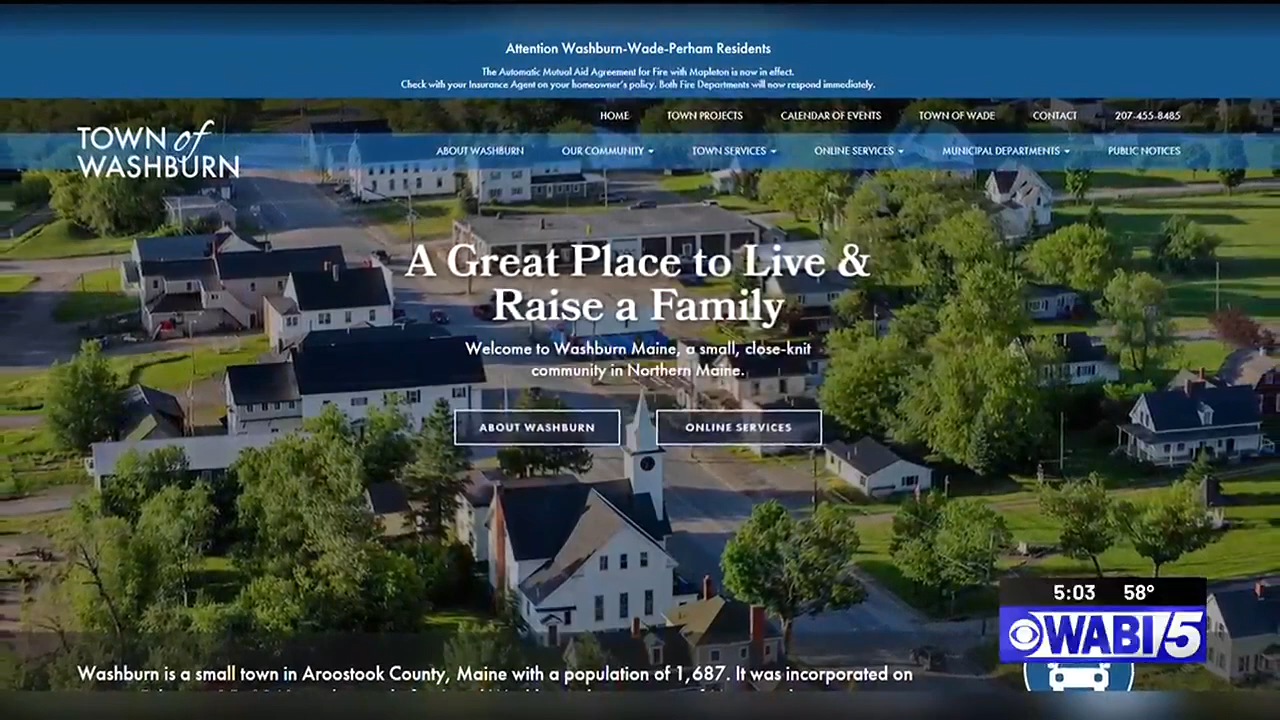 Attention Washburn-Wade-Perham Residents
The Automatic Mutual Aid Agreement for Fire with Mapleton is now in effect.
Check with your Insurance Agent on your homeowner's policy. Both Fire Departments will now respond immediately.
HOME TOWN PROJECTS CALENDAR OF EVENTS TOWN OF WADE CONTACT 207-455-8485
TOWN of
WASHBURN
ABOUT WASHBURN OUR COMMUNITY TOWN SERVICES ONLINE SERVICES MUNICIPAL DEPARTMENTS PUBLIC NOTICES
A Great Place to Live &
Raise a Family
Welcome to Washburn Maine, a small, close-knit
community in Northern Maine.
ABOUT WASHBURN ONLINE SERVICES
5:03 58°
WABI 5
Washburn is a small town in Aroostook County, Maine with a population of 1,687. It was incorporated on